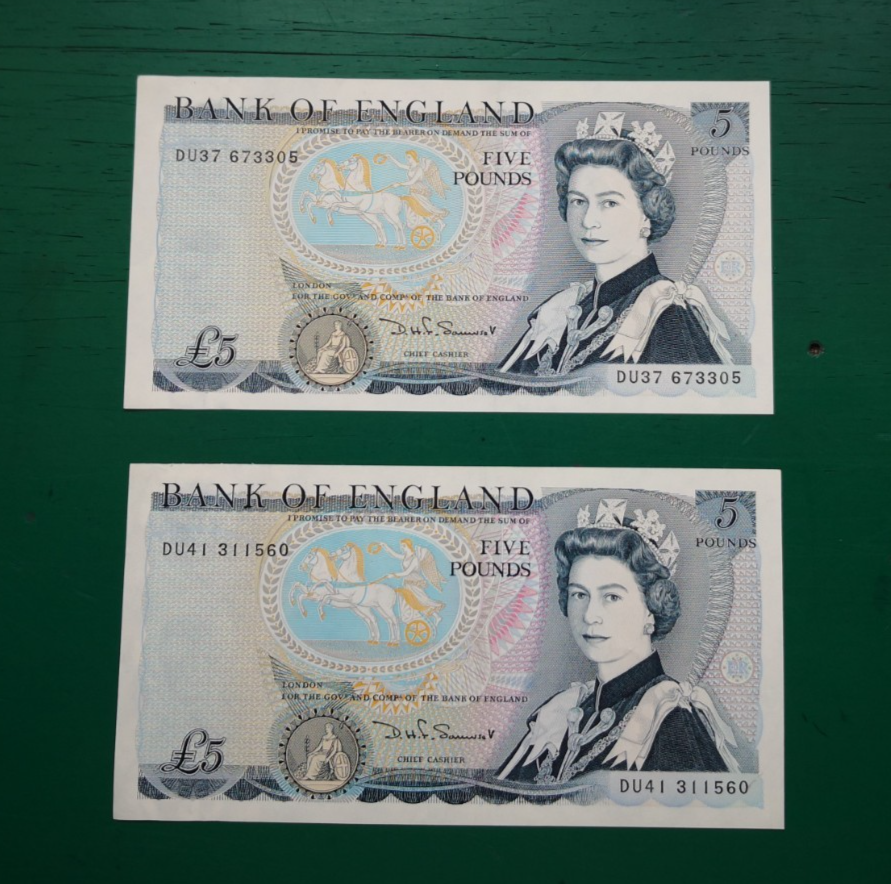 BANK OF ENGLAND
I PROMISE TO PAY THE BEARER ON DEMAND THE SUM OF
5
POUNDS
DU37 673305
FIVE
POUNDS
LONDON
FOR THE GOVR AND COMPA OF THE BANK OF ENGLAND
CHIEF CASHIER
£5
DU37 673305
BANK OF ENGLAND
I PROMISE TO PAY THE BEARER ON DEMAND THE SUM OF
5
POUNDS
DU41 311560
FIVE
POUNDS
LONDON
FOR THE GOVR AND COMPA OF THE BANK OF ENGLAND
CHIEF CASHIER
£5
DU41 311560